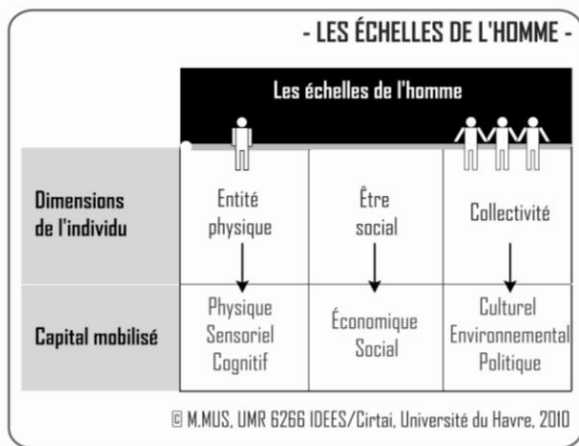 - LES ÉCHELLES DE L'HOMME -
Les échelles de l'homme
Dimensions
de l'individu
Entité
physique
Être
social
Collectivité
Capital mobilisé
Physique
Sensoriel
Cognitif
Économique
Social
Culturel
Environnemental
Politique
© M.MUS, UMR 6266 IDEES/Cirtai, Université du Havre, 2010